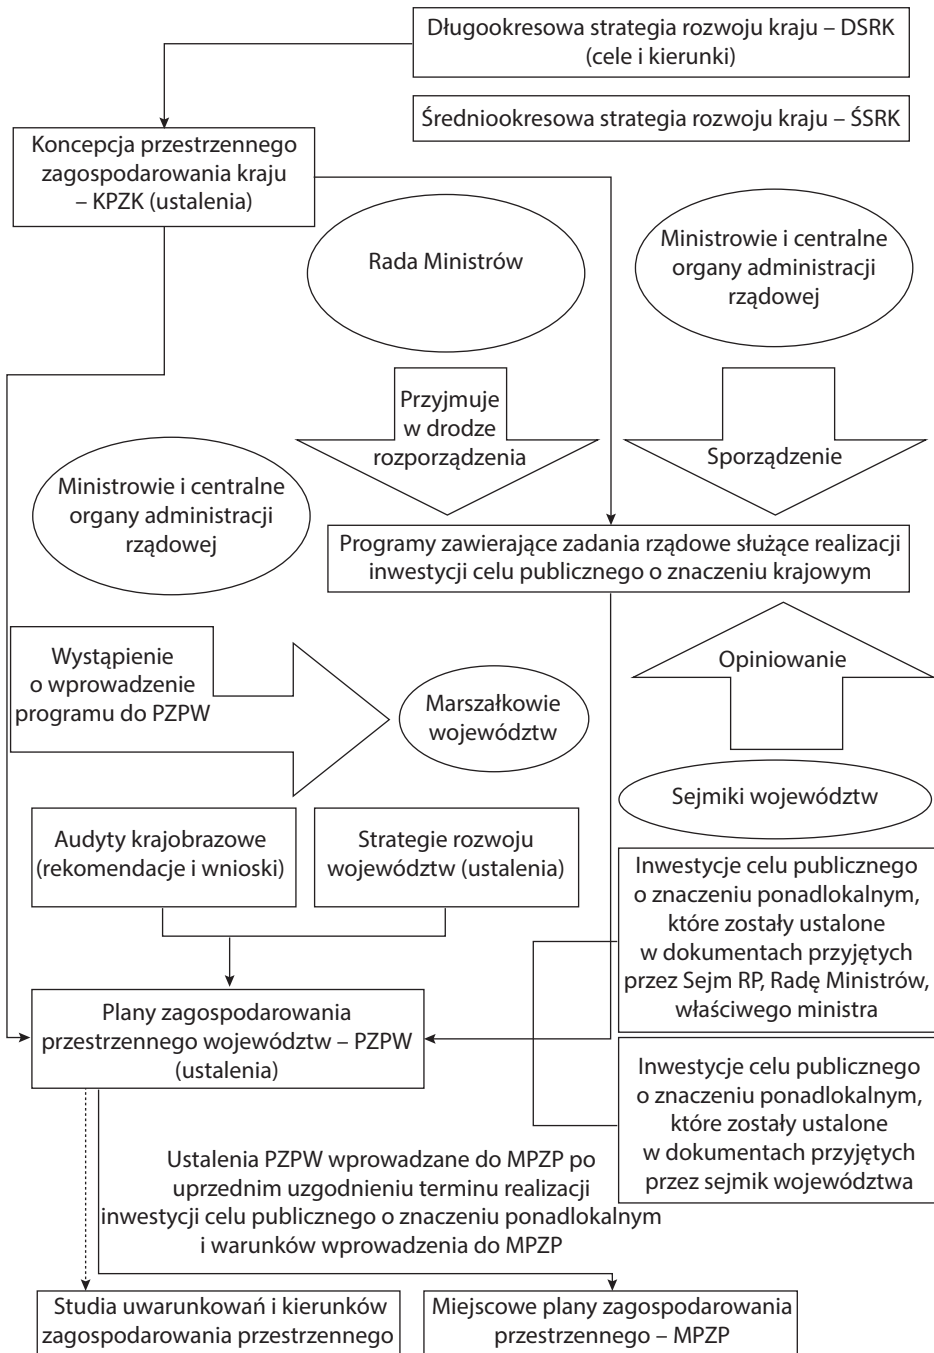 Długookresowa strategia rozwoju kraju – DSRK
(cele i kierunki)
Średniookresowa strategia rozwoju kraju – ŚSRK
Koncepcja przestrzennego
zagospodarowania kraju
– KPZK (ustalenia)
Rada Ministrów
Ministrowie i centralne
organy administracji
rządowej
Przyjmuje
w drodze
rozporządzenia
Sporządzenie
Ministrowie i centralne
organy administracji
rządowej
Programy zawierające zadania rządowe służące realizacji
inwestycji celu publicznego o znaczeniu krajowym
Wystąpienie
o wprowadzenie
programu do PZPW
Marszałkowie
województw
Opiniowanie
Sejmiki województw
Audyty krajobrazowe
(rekomendacje i wnioski)
Strategie rozwoju
województw (ustalenia)
Inwestycje celu publicznego
o znaczeniu ponadlokalnym,
które zostały ustalone
w dokumentach przyjętych
przez Sejm RP, Radę Ministrów,
właściwego ministra
Plany zagospodarowania
przestrzennego województw – PZPW
(ustalenia)
Inwestycje celu publicznego
o znaczeniu ponadlokalnym,
które zostały ustalone
w dokumentach przyjętych
przez sejmik województwa
Ustalenia PZPW wprowadzane do MPZP po
uprzednim uzgodnieniu terminu realizacji
inwestycji celu publicznego o znaczeniu ponadlokalnym
i warunków wprowadzenia do MPZP
Studia uwarunkowań i kierunków
zagospodarowania przestrzennego
Miejscowe plany zagospodarowania
przestrzennego – MPZP